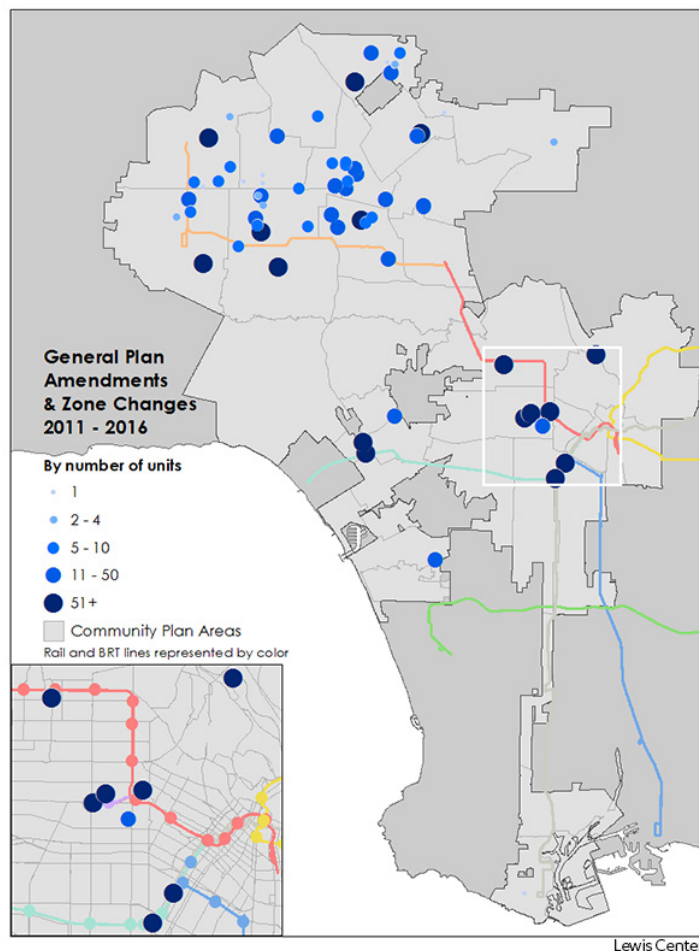 General Plan
Amendments
& Zone Changes
2011 - 2016
By number of units
1
2 - 4
5 - 10
11 - 50
51+
Community Plan Areas
Rail and BRT lines represented by color
Lewis Cente